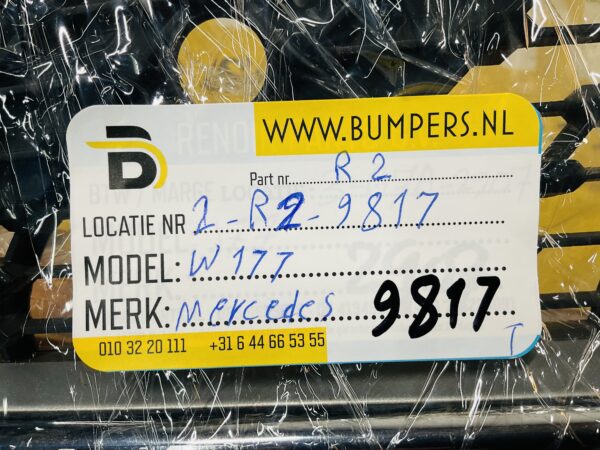 WWW.BUMPERS.NL
B
Part nr. R2
LOCATIE NR 1-R2-9817
MODEL: W177
MERK: Mercedes 9817
010 32 20 111 +31 6 44 66 53 55 T